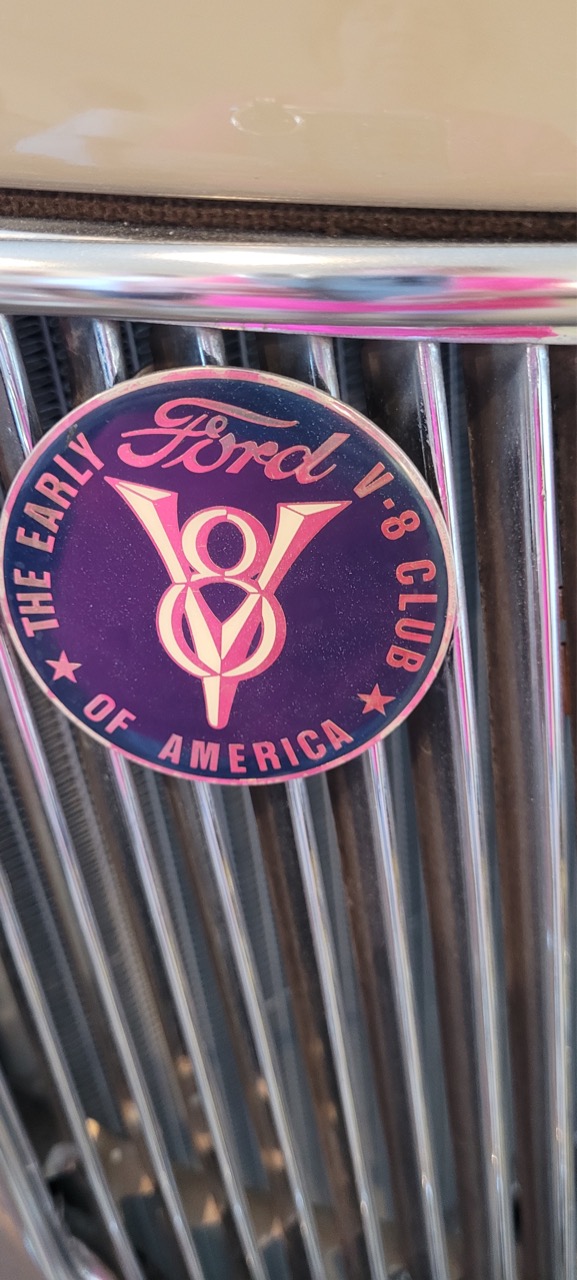 THE EARLY Ford V-8 CLUB
V8
OF AMERICA